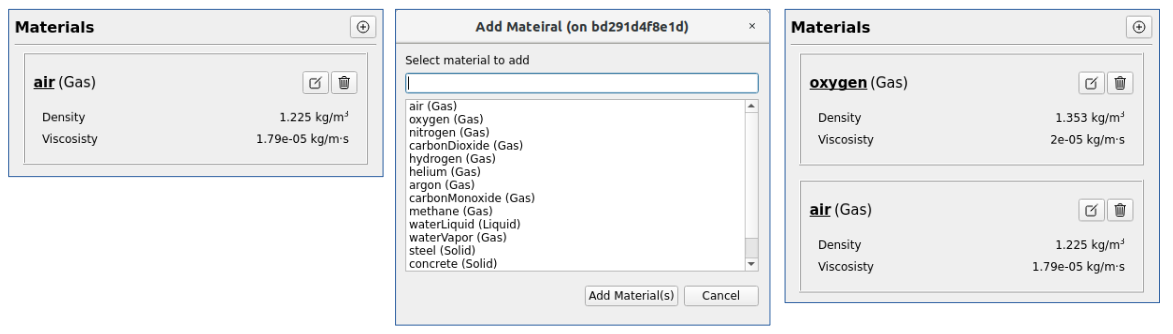 Materials
air (Gas)
Density 1.225 kg/m³
Viscosisty 1.79e-05 kg/m·s
Add Mateiral (on bd291d4f8e1d) ×
Select material to add
air (Gas)
oxygen (Gas)
nitrogen (Gas)
carbonDioxide (Gas)
hydrogen (Gas)
helium (Gas)
argon (Gas)
carbonMonoxide (Gas)
methane (Gas)
waterLiquid (Liquid)
waterVapor (Gas)
steel (Solid)
concrete (Solid)
Add Material(s) Cancel
Materials
oxygen (Gas)
Density 1.353 kg/m³
Viscosisty 2e-05 kg/m·s
air (Gas)
Density 1.225 kg/m³
Viscosisty 1.79e-05 kg/m·s